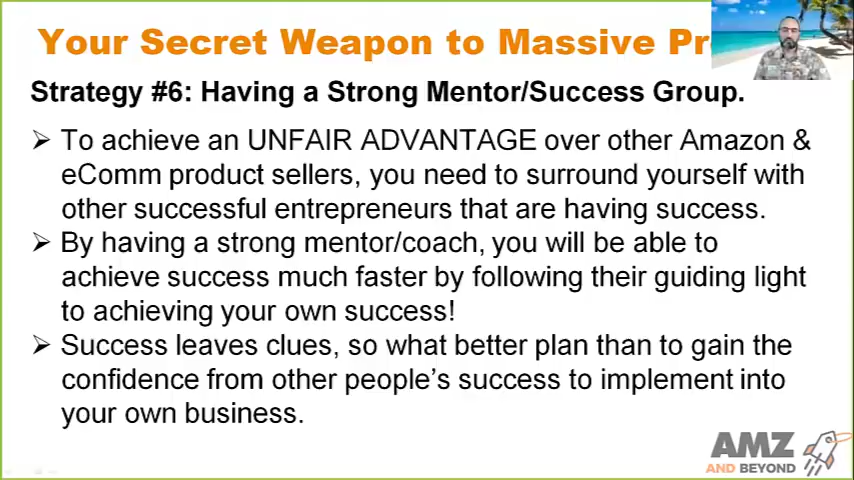 Your Secret Weapon to Massive
Strategy #6: Having a Strong Mentor/Success Group.
➢ To achieve an UNFAIR ADVANTAGE over other Amazon &
eComm product sellers, you need to surround yourself with
other successful entrepreneurs that are having success.
➢ By having a strong mentor/coach, you will be able to
achieve success much faster by following their guiding light
to achieving your own success!
➢ Success leaves clues, so what better plan than to gain the
confidence from other people's success to implement into
your own business.
AMZ
AND BEYOND